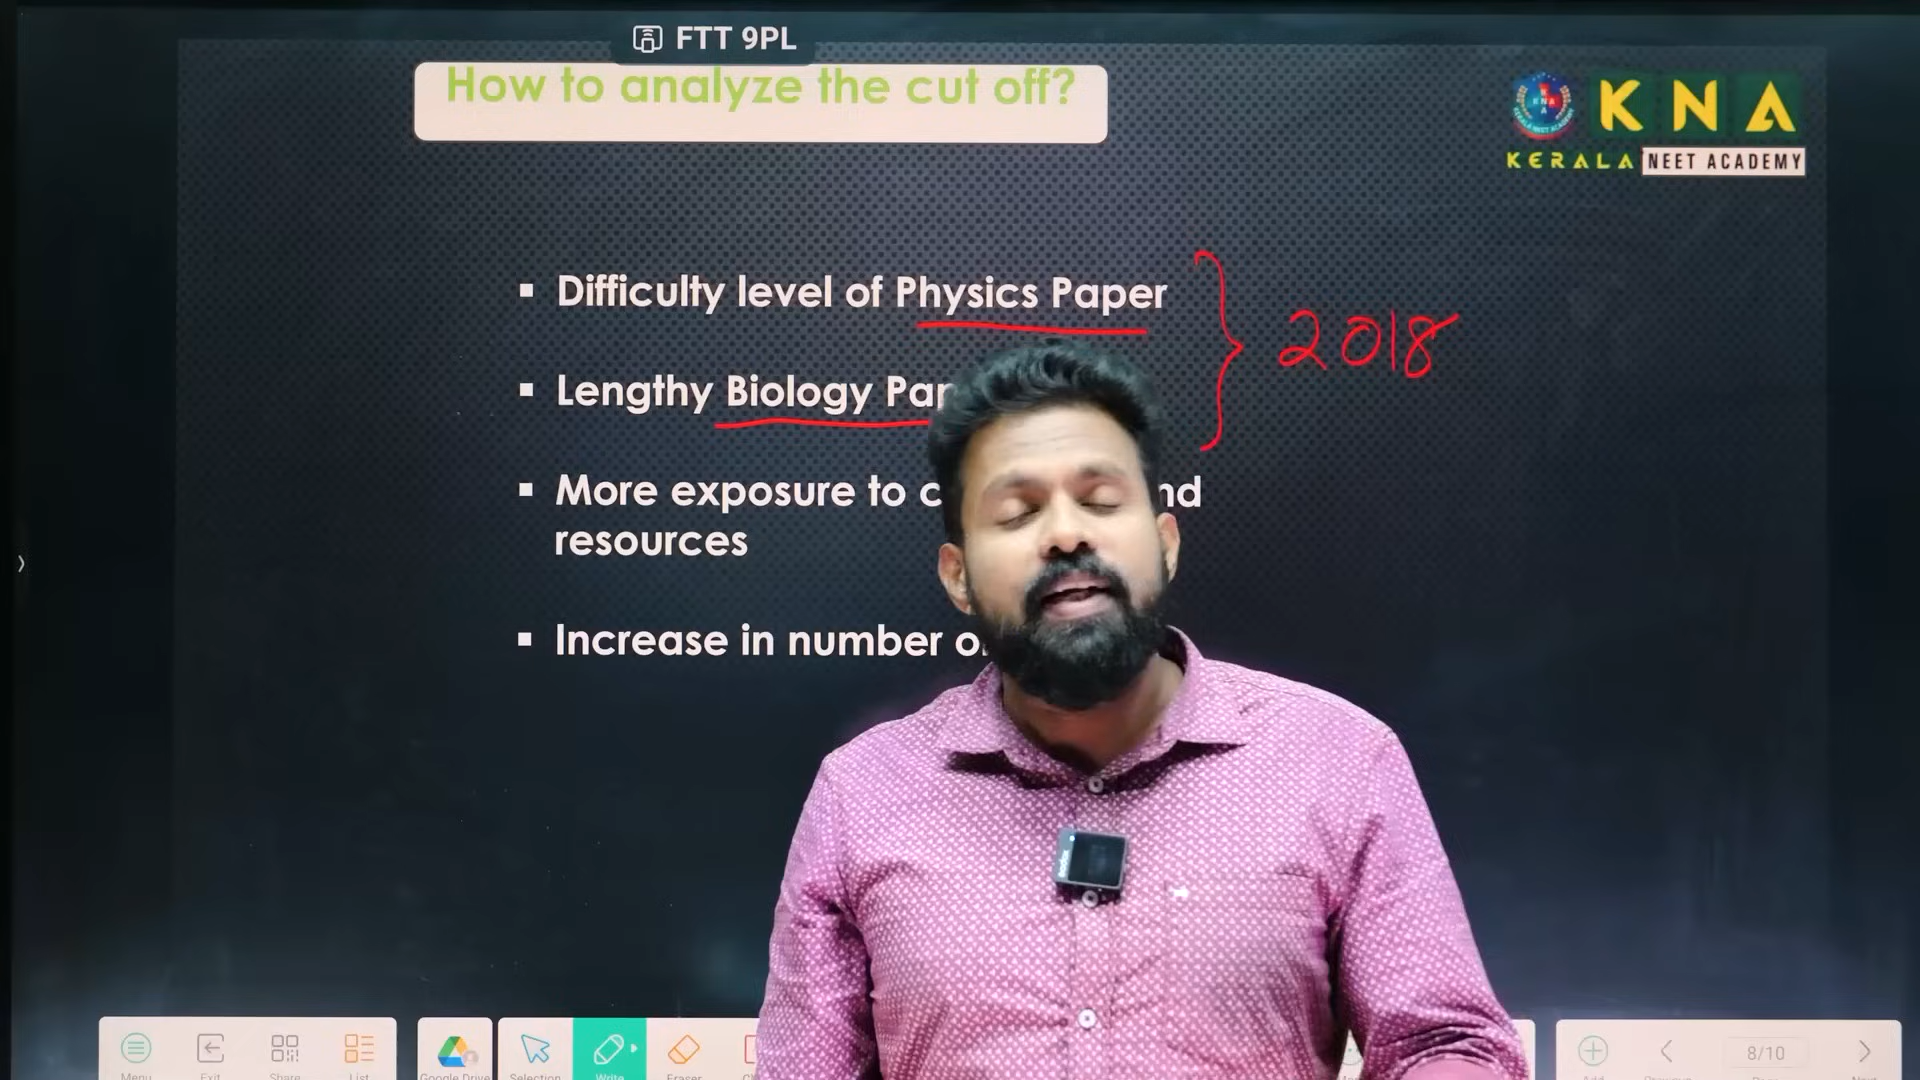 FTT 9PL
How to analyze the cut off?
KNA
KERALA NEET ACADEMY
▪ Difficulty level of Physics Paper
2018
▪ Lengthy Biology
▪ More exposure to
resources
▪ Increase in number
Menu
Exit
Share
List
Google Drive
Selection
Write
Eraser
8/10